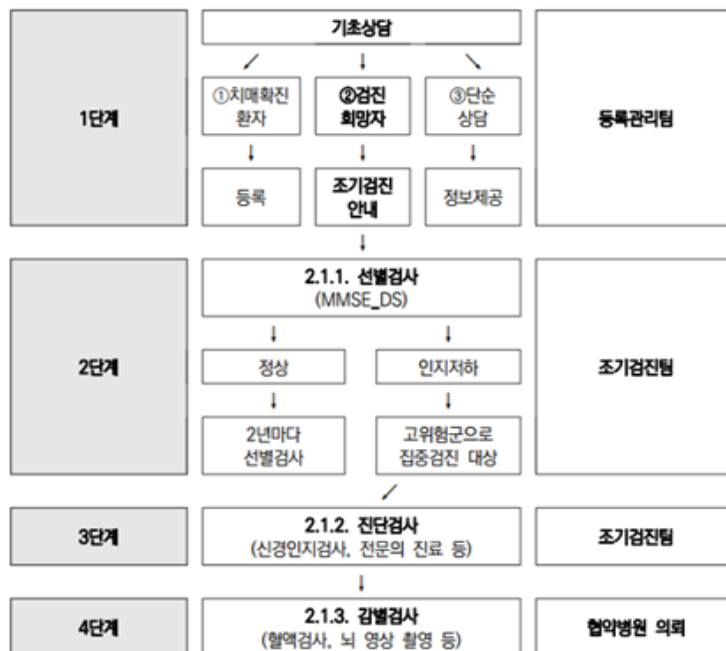 기초상담
1단계
①치매확진
환자
②검진
희망자
③단순
상담
등록관리팀
등록
조기검진
안내
정보제공
2.1.1. 선별검사
(MMSE_DS)
2단계
정상
인지저하
조기검진팀
2년마다
선별검사
고위험군으로
집중검진 대상
3단계
2.1.2. 진단검사
(신경인지검사, 전문의 진료 등)
조기검진팀
4단계
2.1.3. 감별검사
(혈액검사, 뇌 영상 촬영 등)
협약병원 의뢰